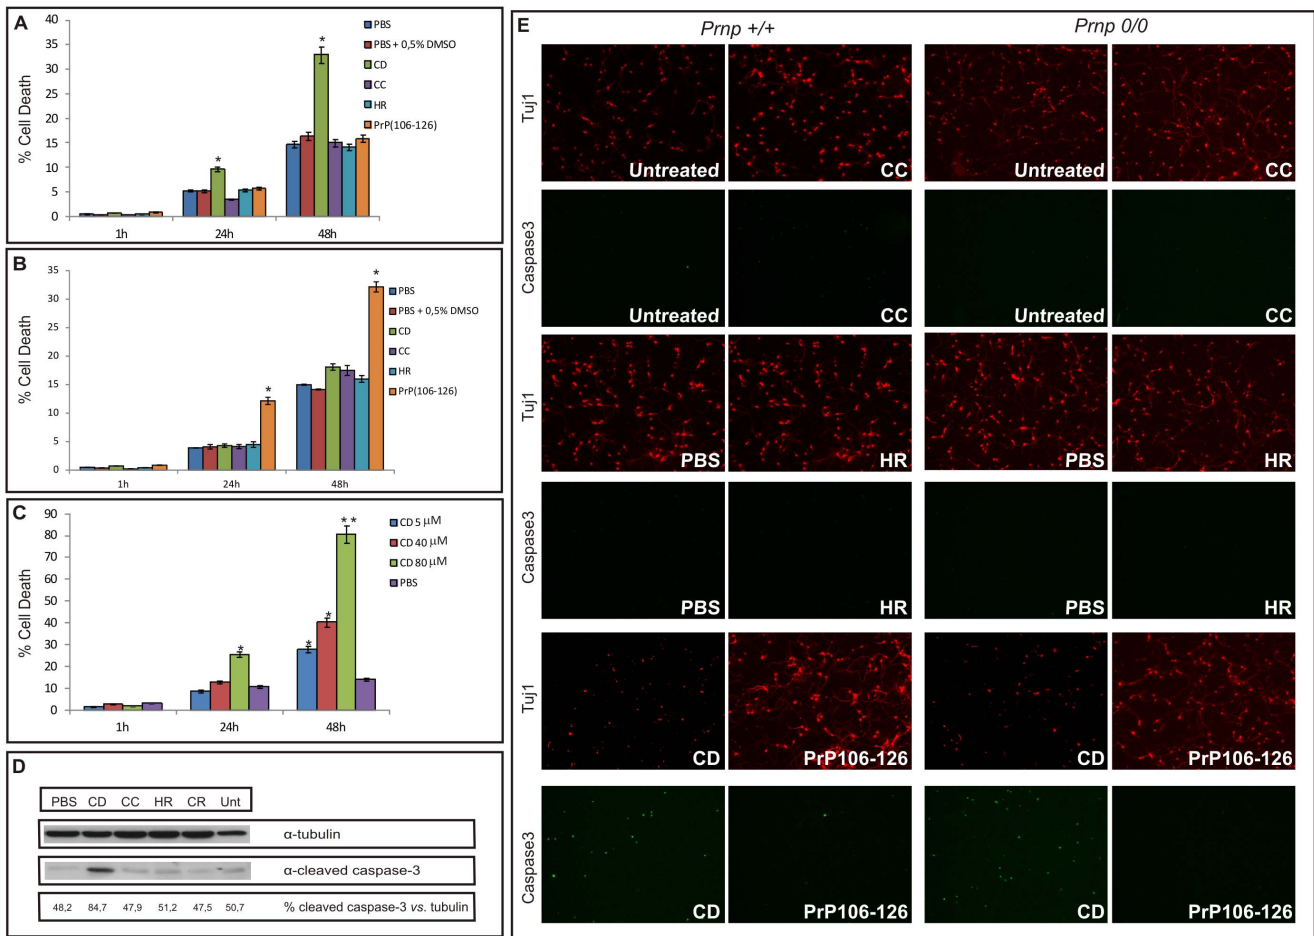 A
% Cell Death
40
35
30
25
20
15
10
5
0
*
*
1h
24h
48h
PBS
PBS + 0,5% DMSO
CD
CC
HR
PrP(106-126)
B
% Cell Death
35
30
25
20
15
10
5
0
*
*
1h
24h
48h
PBS
PBS + 0,5% DMSO
CD
CC
HR
PrP(106-126)
C
% Cell Death
90
80
70
60
50
40
30
20
10
0
*
*
*
* *
1h
24h
48h
CD 5 μM
CD 40 μM
CD 80 μM
PBS
D
PBS CD CC HR CR Unt
α-tubulin
α-cleaved caspase-3
48,2 84,7 47,9 51,2 47,5 50,7 % cleaved caspase-3 vs. tubulin
E
Prnp +/+ Prnp 0/0
Tuj1
Untreated CC Untreated CC
Caspase3
Untreated CC Untreated CC
Tuj1
PBS HR PBS HR
Caspase3
PBS HR PBS HR
Tuj1
CD PrP106-126 CD PrP106-126
Caspase3
CD PrP106-126 CD PrP106-126